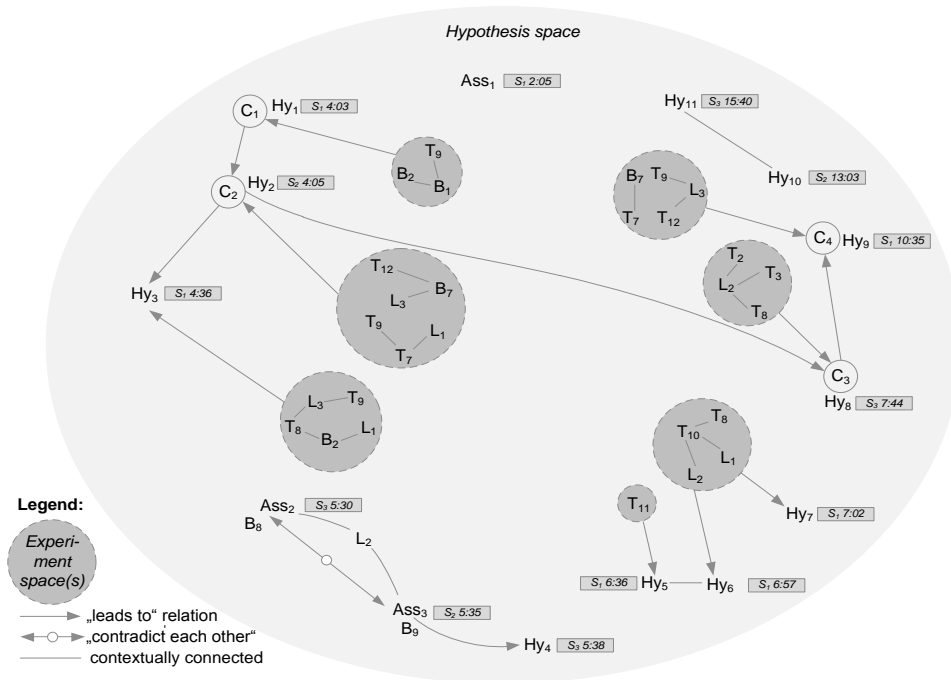 Hypothesis space
Ass1 S1 2:05
C1 Hy1 S1 4:03
Hy11 S3 15:40
T9
B2 B1
C2 Hy2 S2 4:05
B7 T9 L3
T7 T12
Hy10 S2 13:03
C4 Hy9 S1 10:35
T12 B7
L3
T9 L1
T7
T2
L2 T3
T8
Hy3 S1 4:36
C3
Hy8 S3 7:44
L3 T9
T8 B2 L1
T8
T10 L1
L2
Legend:
Experi-
ment
space(s)
Ass2 S3 5:30
B8
L2
T11
Hy7 S1 7:02
S1 6:36 Hy5 Hy6 S1 6:57
Ass3 S2 5:35
B9
Hy4 S3 5:38
„leads to“ relation
„contradict each other“
contextually connected